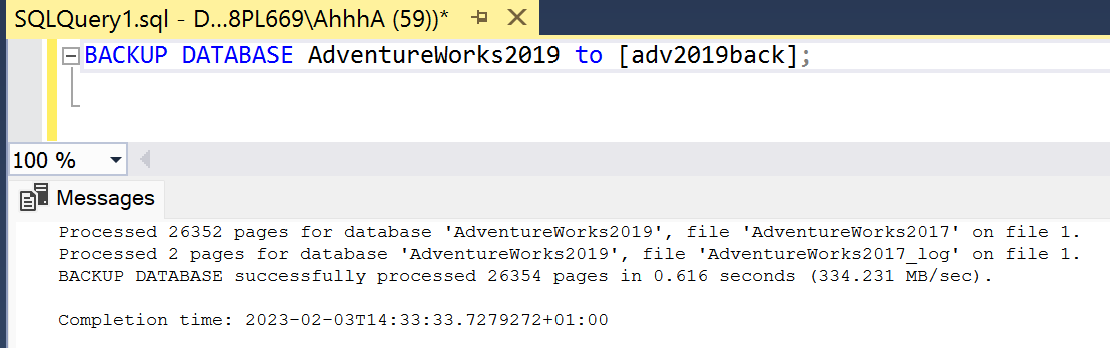 SQLQuery1.sql - D...8PL669\AhhhA (59))*
BACKUP DATABASE AdventureWorks2019 to [adv2019back];
100 %
Messages
Processed 26352 pages for database 'AdventureWorks2019', file 'AdventureWorks2017' on file 1.
Processed 2 pages for database 'AdventureWorks2019', file 'AdventureWorks2017_log' on file 1.
BACKUP DATABASE successfully processed 26354 pages in 0.616 seconds (334.231 MB/sec).
Completion time: 2023-02-03T14:33:33.7279272+01:00